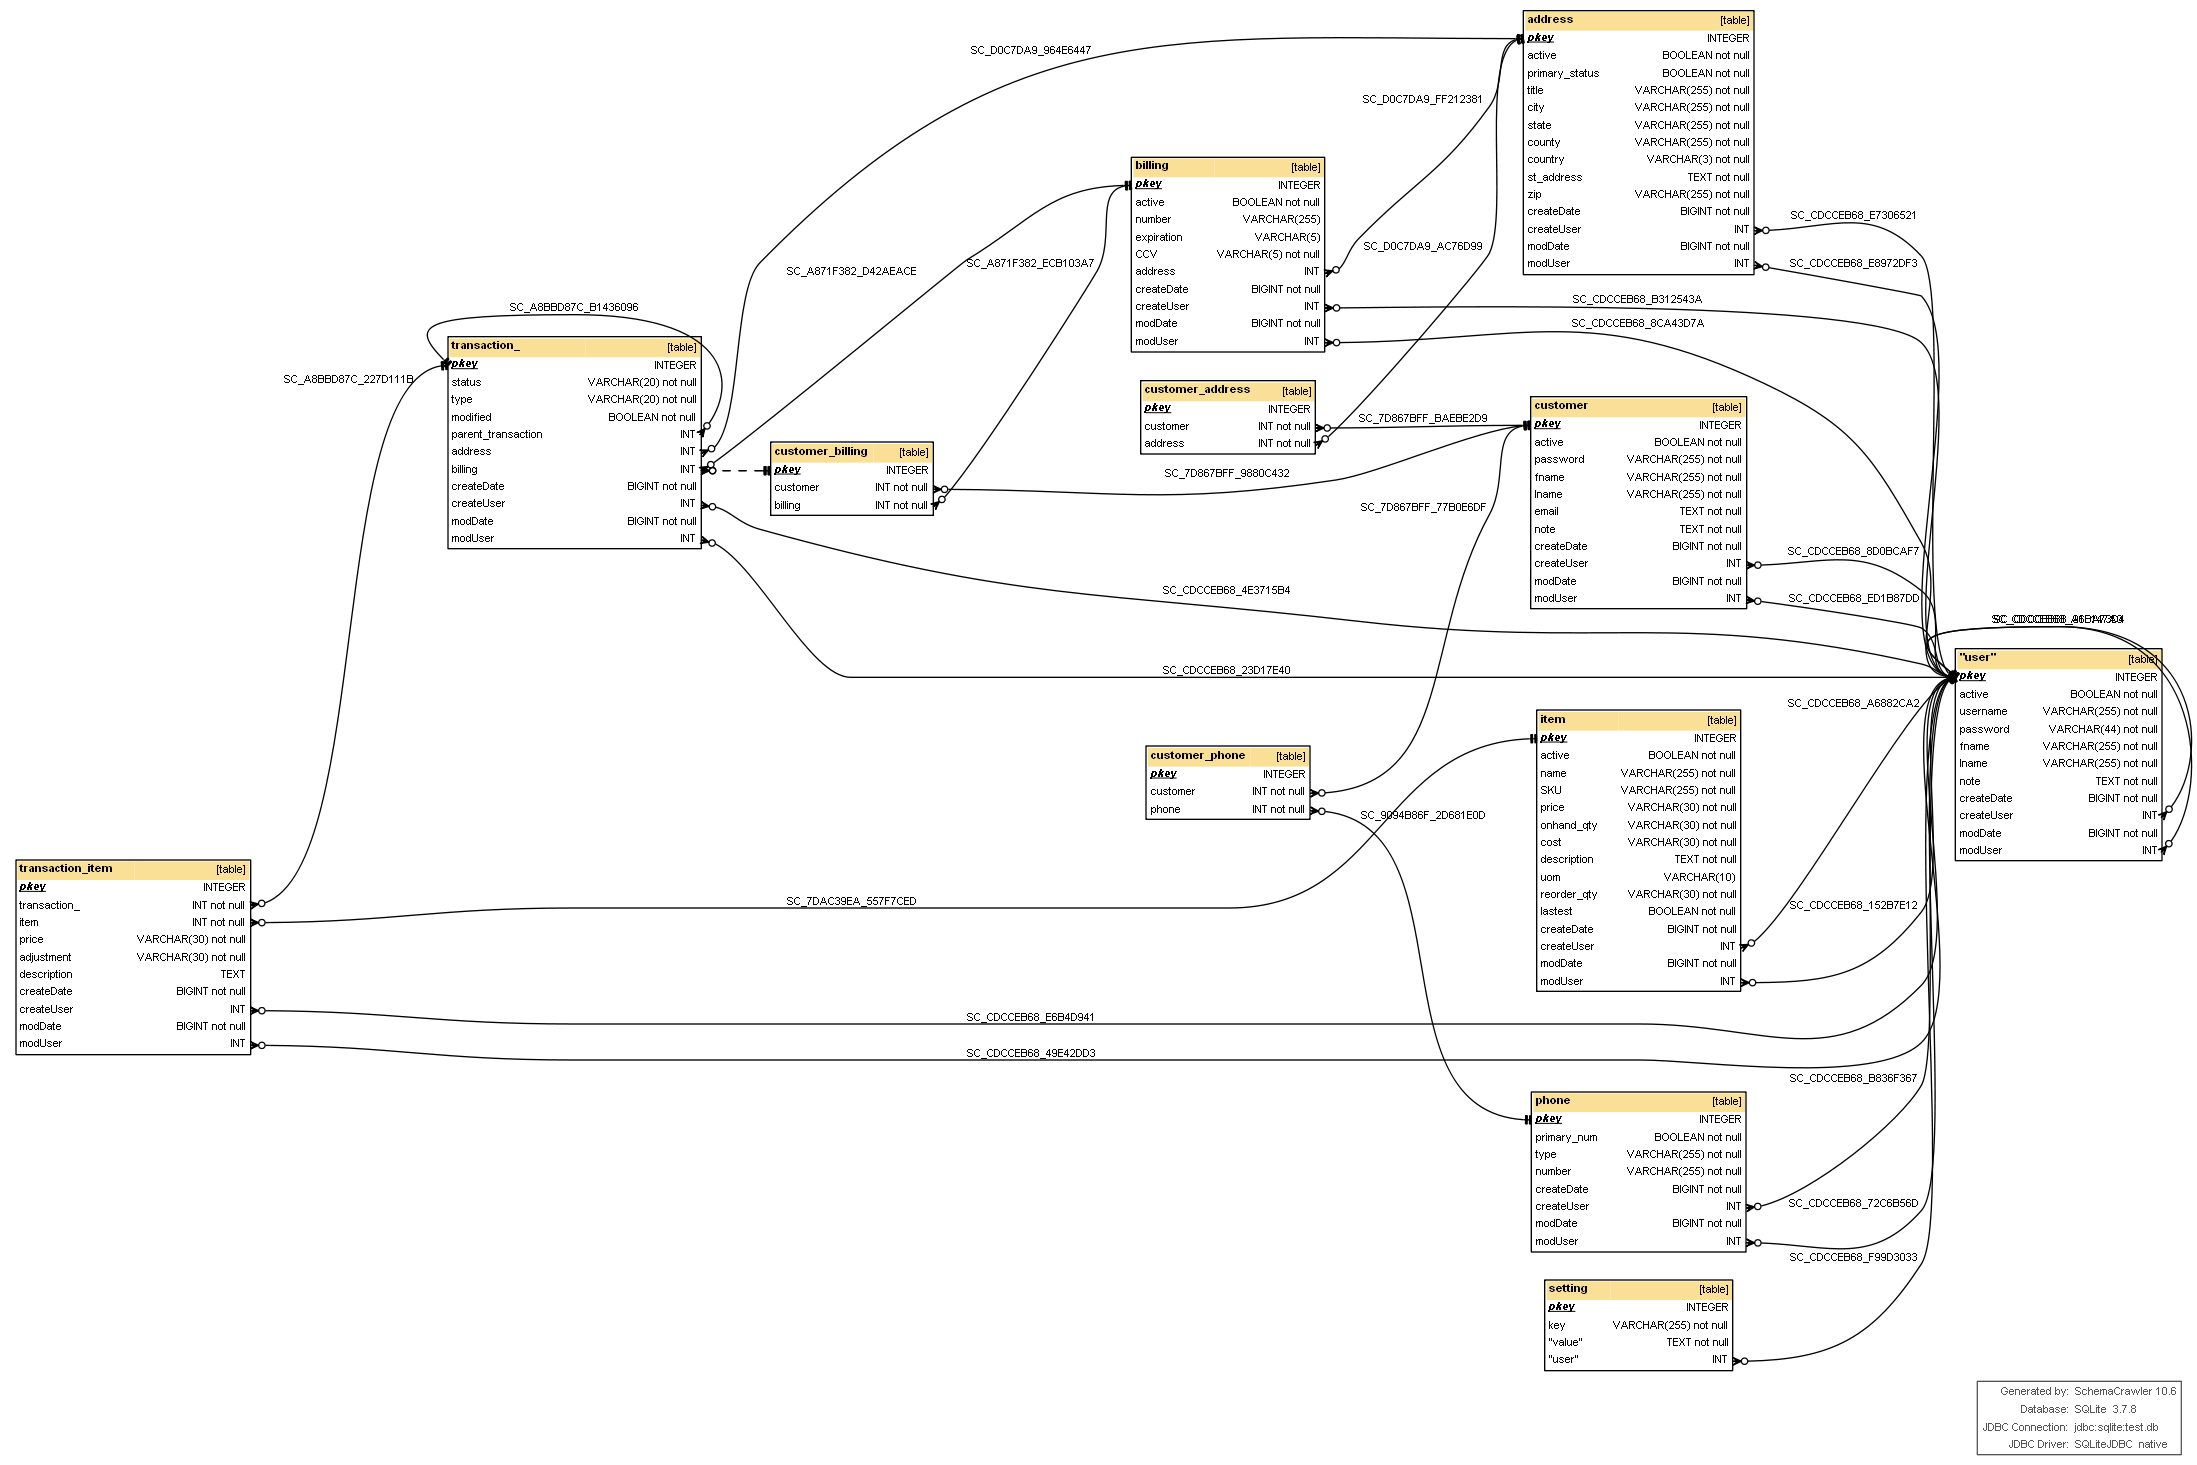 address [table]
pkey INTEGER
active BOOLEAN not null
primary_status BOOLEAN not null
title VARCHAR(255) not null
city VARCHAR(255) not null
state VARCHAR(255) not null
county VARCHAR(255) not null
country VARCHAR(3) not null
st_address TEXT not null
zip VARCHAR(255) not null
createDate BIGINT not null
createUser INT
modDate BIGINT not null
modUser INT
SC_D0C7DA9_964E6447
SC_D0C7DA9_FF212381
SC_D0C7DA9_AC76D99
SC_CDCCEB68_E7306521
SC_CDCCEB68_E8972DF3
billing [table]
pkey INTEGER
active BOOLEAN not null
number VARCHAR(255)
expiration VARCHAR(5)
CCV VARCHAR(5) not null
address INT
createDate BIGINT not null
createUser INT
modDate BIGINT not null
modUser INT
SC_A871F382_D42AEACE
SC_A871F382_ECB103A7
SC_CDCCEB68_B312543A
SC_CDCCEB68_8CA43D7A
SC_A8BBD87C_B1436096
SC_A8BBD87C_227D111B
transaction_ [table]
pkey INTEGER
status VARCHAR(20) not null
type VARCHAR(20) not null
modified BOOLEAN not null
parent_transaction INT
address INT
billing INT
createDate BIGINT not null
createUser INT
modDate BIGINT not null
modUser INT
customer_billing [table]
pkey INTEGER
customer INT not null
billing INT not null
customer_address [table]
pkey INTEGER
customer INT not null
address INT not null
SC_7D867BFF_BAEBE2D9
SC_7D867BFF_9880C432
SC_7D867BFF_77B0E6DF
customer [table]
pkey INTEGER
active BOOLEAN not null
password VARCHAR(255) not null
fname VARCHAR(255) not null
lname VARCHAR(255) not null
email TEXT not null
note TEXT not null
createDate BIGINT not null
createUser INT
modDate BIGINT not null
modUser INT
SC_CDCCEB68_8D0BCAF7
SC_CDCCEB68_ED1B87DD
SC_CDCCEB68_4E3715B4
SC_CDCCEB68_23D17E40
"user" [table]
pkey INTEGER
active BOOLEAN not null
username VARCHAR(255) not null
password VARCHAR(44) not null
fname VARCHAR(255) not null
lname VARCHAR(255) not null
note TEXT not null
createDate BIGINT not null
createUser INT
modDate BIGINT not null
modUser INT
SC_CDCCEB68_A6882CA2
item [table]
pkey INTEGER
active BOOLEAN not null
name VARCHAR(255) not null
SKU VARCHAR(255) not null
price VARCHAR(30) not null
onhand_qty VARCHAR(30) not null
cost VARCHAR(30) not null
description TEXT not null
uom VARCHAR(10)
reorder_qty VARCHAR(30) not null
lastest BOOLEAN not null
createDate BIGINT not null
createUser INT
modDate BIGINT not null
modUser INT
SC_CDCCEB68_152B7E12
customer_phone [table]
pkey INTEGER
customer INT not null
phone INT not null
SC_9094B86F_2D681E0D
SC_7DAC39EA_557F7CED
transaction_item [table]
pkey INTEGER
transaction_ INT not null
item INT not null
price VARCHAR(30) not null
adjustment VARCHAR(30) not null
description TEXT
createDate BIGINT not null
createUser INT
modDate BIGINT not null
modUser INT
SC_CDCCEB68_E6B4D941
SC_CDCCEB68_49E42DD3
SC_CDCCEB68_B836F367
phone [table]
pkey INTEGER
primary_num BOOLEAN not null
type VARCHAR(255) not null
number VARCHAR(255) not null
createDate BIGINT not null
createUser INT
modDate BIGINT not null
modUser INT
SC_CDCCEB68_72C6B56D
SC_CDCCEB68_F99D3033
setting [table]
pkey INTEGER
key VARCHAR(255) not null
"value" TEXT not null
"user" INT
Generated by: SchemaCrawler 10.6
Database: SQLite 3.7.8
JDBC Connection: jdbc:sqlite:test.db
JDBC Driver: SQLiteJDBC native